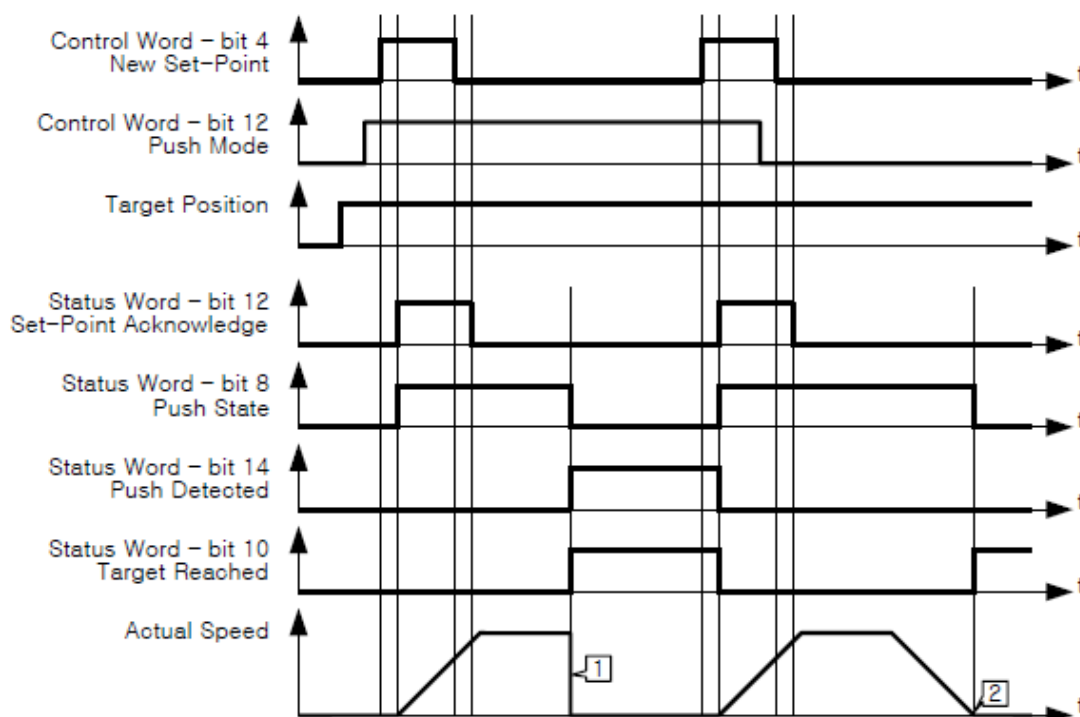 Control Word - bit 4
New Set-Point
t
Control Word - bit 12
Push Mode
t
Target Position
t
Status Word - bit 12
Set-Point Acknowledge
t
Status Word - bit 8
Push State
t
Status Word - bit 14
Push Detected
t
Status Word - bit 10
Target Reached
t
Actual Speed
1
2
t